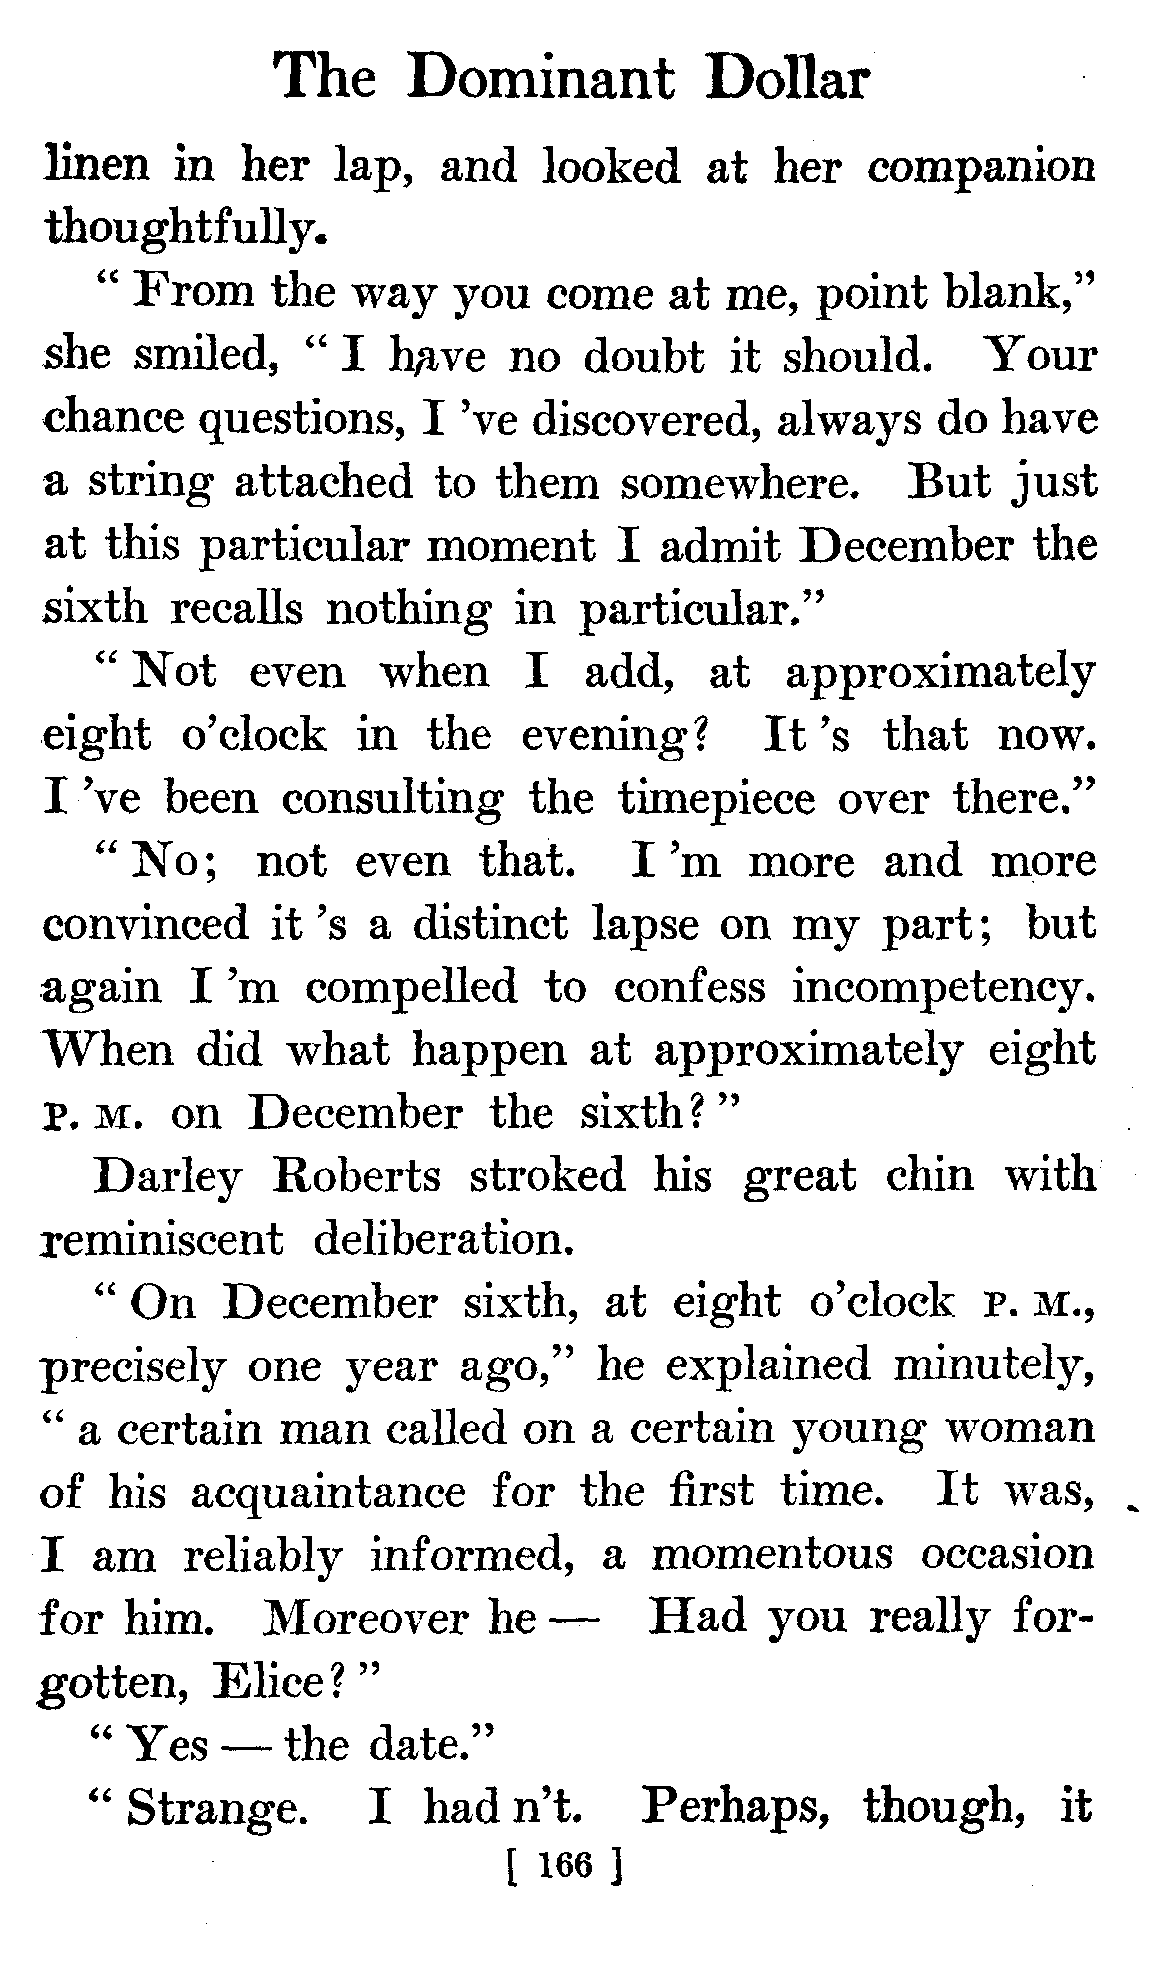 The Dominant Dollar
linen in her lap, and looked at her companion
thoughtfully.
“ From the way you come at me, point blank,”
she smiled, “ I have no doubt it should. Your
chance questions, I ’ve discovered, always do have
a string attached to them somewhere. But just
at this particular moment I admit December the
sixth recalls nothing in particular.”
“ Not even when I add, at approximately
eight o’clock in the evening? It ’s that now.
I ’ve been consulting the timepiece over there.”
“ No; not even that. I ’m more and more
convinced it ’s a distinct lapse on my part; but
again I ’m compelled to confess incompetency.
When did what happen at approximately eight
P. M. on December the sixth? ”
Darley Roberts stroked his great chin with
reminiscent deliberation.
“ On December sixth, at eight o’clock P. M.,
precisely one year ago,” he explained minutely,
“ a certain man called on a certain young woman
of his acquaintance for the first time. It was,
I am reliably informed, a momentous occasion
for him. Moreover he — Had you really for-
gotten, Elice? ”
“ Yes — the date.”
“ Strange. I had n’t. Perhaps, though, it
[ 166 ]